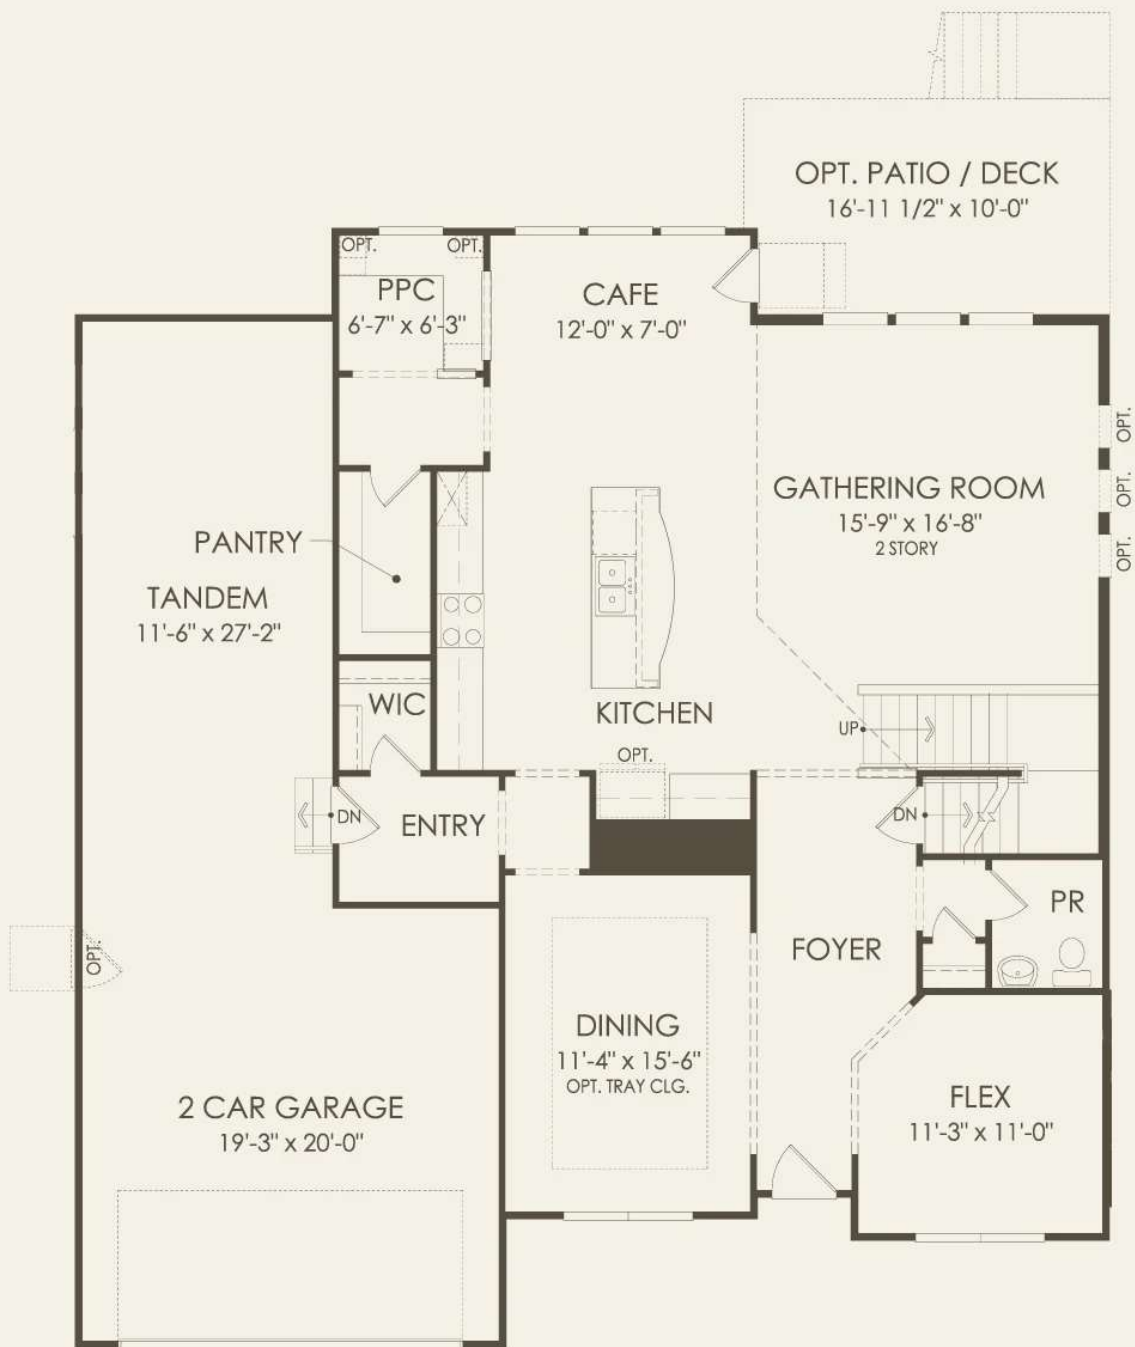 OPT. PATIO / DECK
16'-11 1/2" x 10'-0"
OPT.
OPT.
PPC
6'-7" x 6'-3"
CAFE
12'-0" x 7'-0"
OPT.
OPT.
OPT.
GATHERING ROOM
15'-9" x 16'-8"
2 STORY
PANTRY
TANDEM
11'-6" x 27'-2"
WIC
KITCHEN
UP
OPT.
DN
ENTRY
DN
PR
FOYER
OPT.
DINING
11'-4" x 15'-6"
OPT. TRAY CLG.
2 CAR GARAGE
19'-3" x 20'-0"
FLEX
11'-3" x 11'-0"